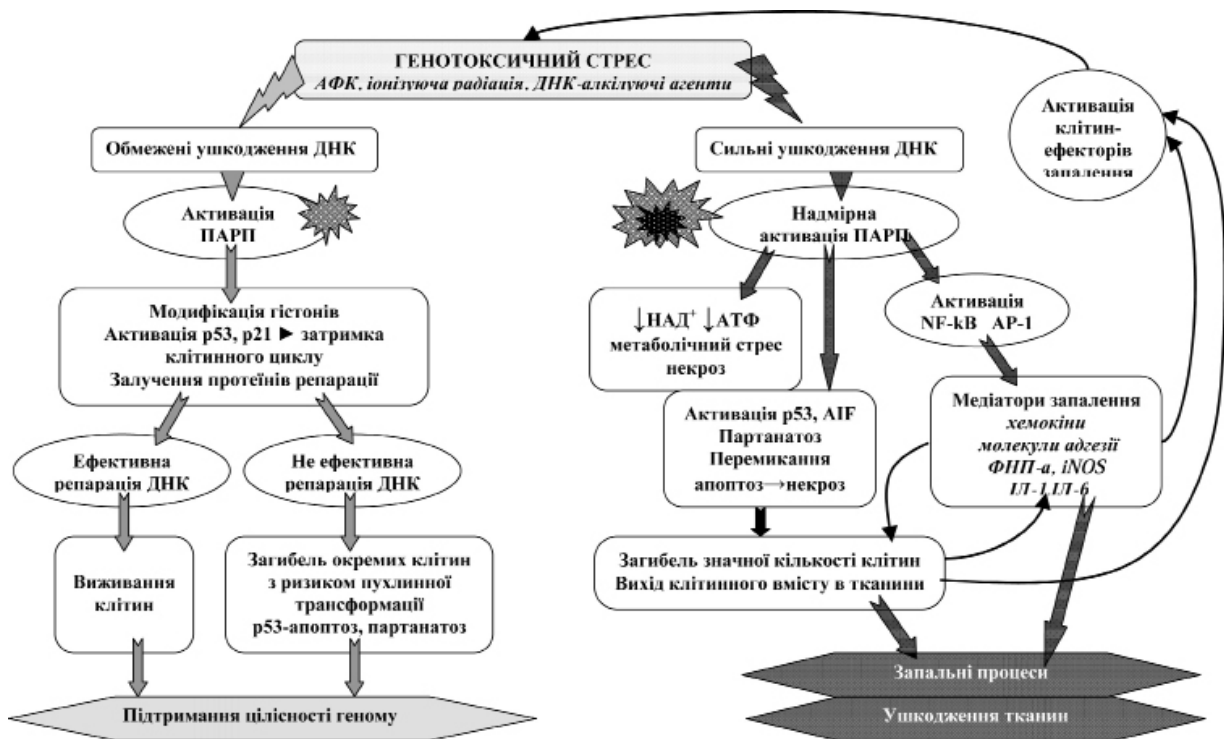 ГЕНОТОКСИЧНИЙ СТРЕС
АФК, іонізуюча радіація, ДНК-алкілуючі агенти
Обмежені ушкодження ДНК
Активація
ПАРП
Модифікація гістонів
Активація p53, p21 ► затримка
клітинного циклу
Залучення протеїнів репарації
Ефективна
репарація ДНК
Не ефективна
репарація ДНК
Виживання
клітин
Загибель окремих клітин
з ризиком пухлинної
трансформації
p53-апоптоз, партанатоз
Підтримання цілісності геному
Сильні ушкодження ДНК
Надмірна
активація ПАРП
↓НАД⁺ ↓АТФ
метаболічний стрес
некроз
Активація p53, AIF
Партанатоз
Перемикання
апоптоз→некроз
Активація
NF-kB AP-1
Медіатори запалення
хемокіни
молекули адгезії
ФНП-а, iNOS
ІЛ-1,ІЛ-6
Загибель значної кількості клітин
Вихід клітинного вмісту в тканини
Активація
клітин-
ефекторів
запалення
Запальні процеси
Ушкодження тканин